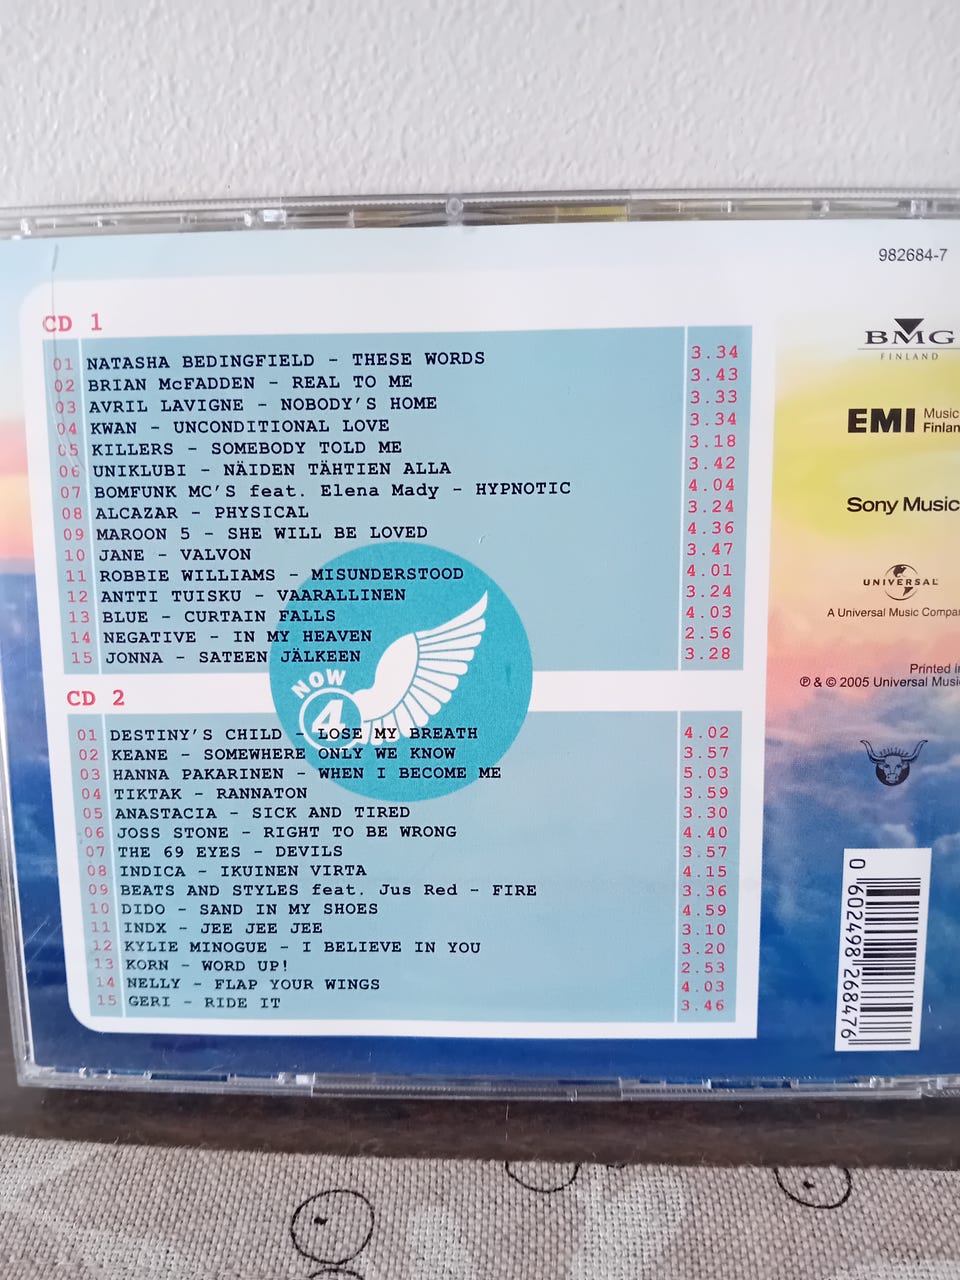 982684-7
CD 1
01 NATASHA BEDINGFIELD - THESE WORDS 3.34
02 BRIAN McFADDEN - REAL TO ME 3.43
03 AVRIL LAVIGNE - NOBODY'S HOME 3.33
04 KWAN - UNCONDITIONAL LOVE 3.34
05 KILLERS - SOMEBODY TOLD ME 3.18
06 UNIKLUBI - NÄIDEN TÄHTIEN ALLA 3.42
07 BOMFUNK MC'S feat. Elena Mady - HYPNOTIC 4.04
08 ALCAZAR - PHYSICAL 3.24
09 MAROON 5 - SHE WILL BE LOVED 4.36
10 JANE - VALVON 3.47
11 ROBBIE WILLIAMS - MISUNDERSTOOD 4.01
12 ANTTI TUISKU - VAARALLINEN 3.24
13 BLUE - CURTAIN FALLS 4.03
14 NEGATIVE - IN MY HEAVEN 2.56
15 JONNA - SATEEN JÄLKEEN 3.28
NOW
4
CD 2
01 DESTINY'S CHILD - LOSE MY BREATH 4.02
02 KEANE - SOMEWHERE ONLY WE KNOW 3.57
03 HANNA PAKARINEN - WHEN I BECOME ME 5.03
04 TIKTAK - RANNATON 3.59
05 ANASTACIA - SICK AND TIRED 3.30
06 JOSS STONE - RIGHT TO BE WRONG 4.40
07 THE 69 EYES - DEVILS 3.57
08 INDICA - IKUINEN VIRTA 4.15
09 BEATS AND STYLES feat. Jus Red - FIRE 3.36
10 DIDO - SAND IN MY SHOES 4.59
11 INDX - JEE JEE JEE 3.10
12 KYLIE MINOGUE - I BELIEVE IN YOU 3.20
13 KORN - WORD UP! 2.53
14 NELLY - FLAP YOUR WINGS 4.03
15 GERI - RIDE IT 3.46
BMG
FINLAND
EMI Music
Finlan
Sony Music
UNIVERSAL
A Universal Music Compa
Printed in
℗ & © 2005 Universal Music
0 602498 268476